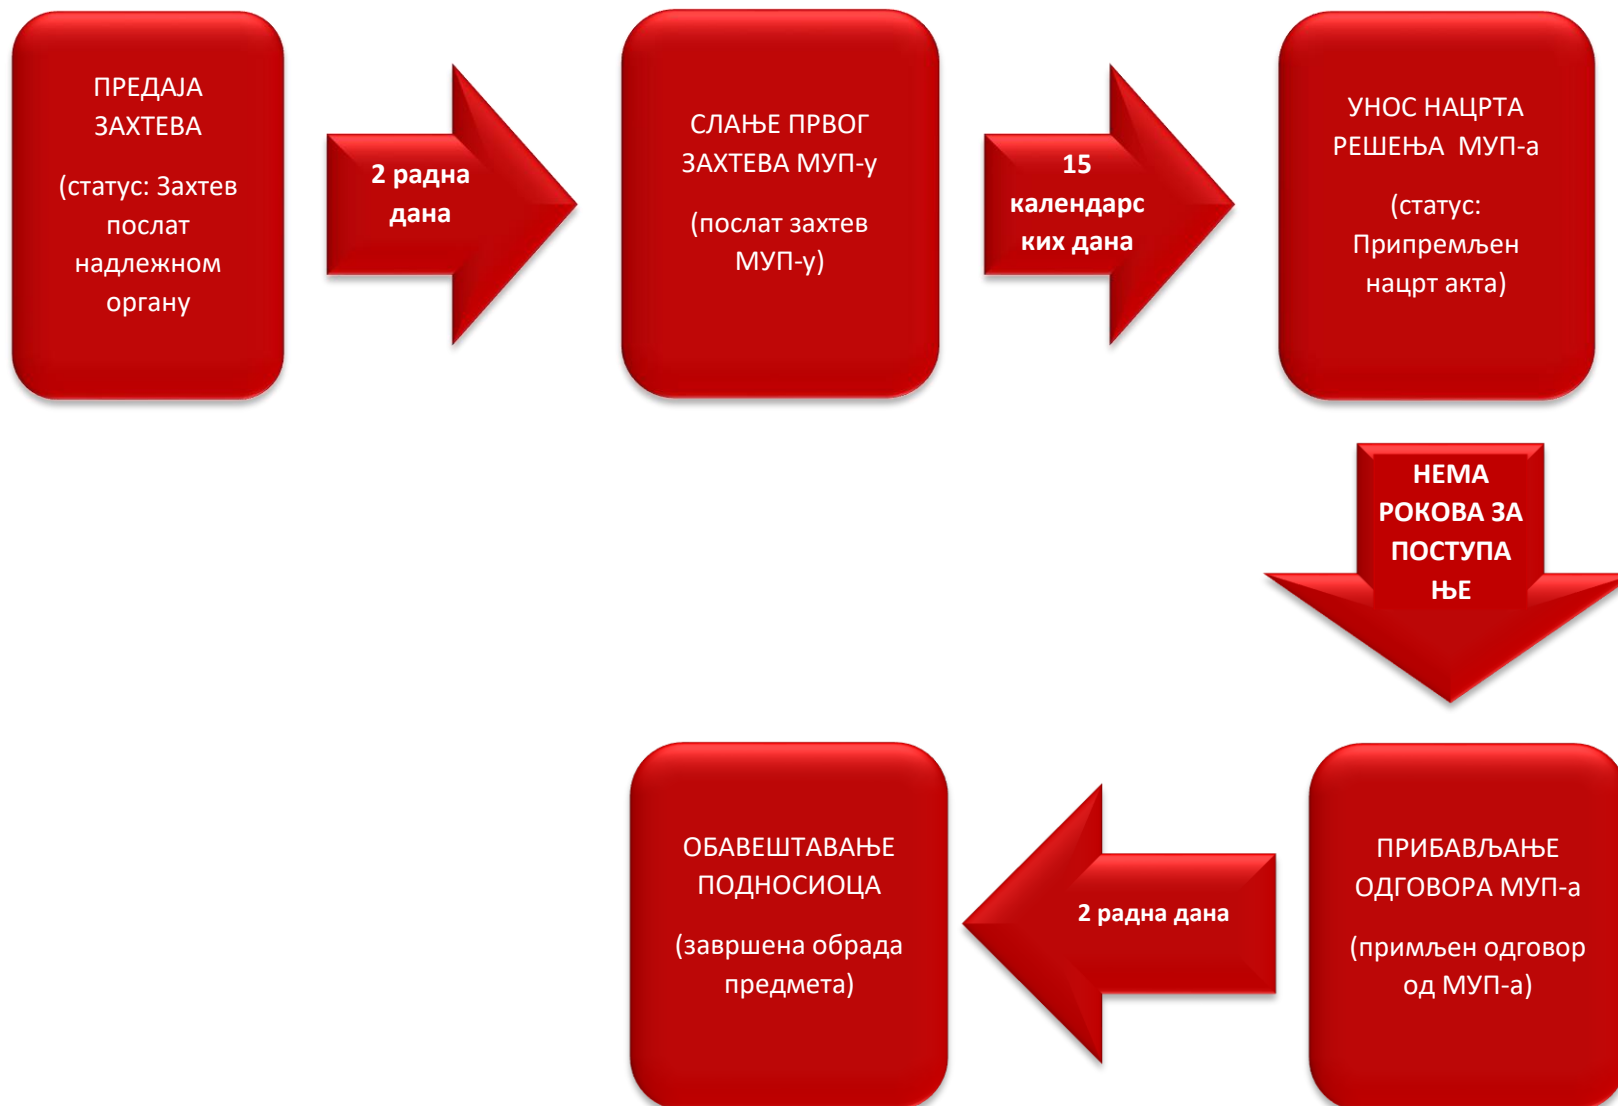 ПРЕДАЈА
ЗАХТЕВА
(статус: Захтев
послат
надлежном
органу
2 радна
дана
СЛАЊЕ ПРВОГ
ЗАХТЕВА МУП-у
(послат захтев
МУП-у)
15
календарс
ких дана
УНОС НАЦРТА
РЕШЕЊА  МУП-а
(статус:
Припремљен
нацрт акта)
НЕМА
РОКОВА ЗА
ПОСТУПА
ЊЕ
ПРИБАВЉАЊЕ
ОДГОВОРА МУП-а
(примљен одговор
од МУП-а)
2 радна дана
ОБАВЕШТАВАЊЕ
ПОДНОСИОЦА
(завршена обрада
предмета)